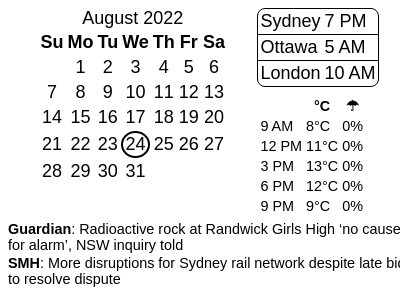 August 2022
Su Mo Tu We Th Fr Sa
1 2 3 4 5 6
7 8 9 10 11 12 13
14 15 16 17 18 19 20
21 22 23 24 25 26 27
28 29 30 31
Sydney 7 PM
Ottawa 5 AM
London 10 AM
°C ☂
9 AM 8°C 0%
12 PM 11°C 0%
3 PM 13°C 0%
6 PM 12°C 0%
9 PM 9°C 0%
Guardian: Radioactive rock at Randwick Girls High ‘no cause
for alarm’, NSW inquiry told
SMH: More disruptions for Sydney rail network despite late
to resolve dispute